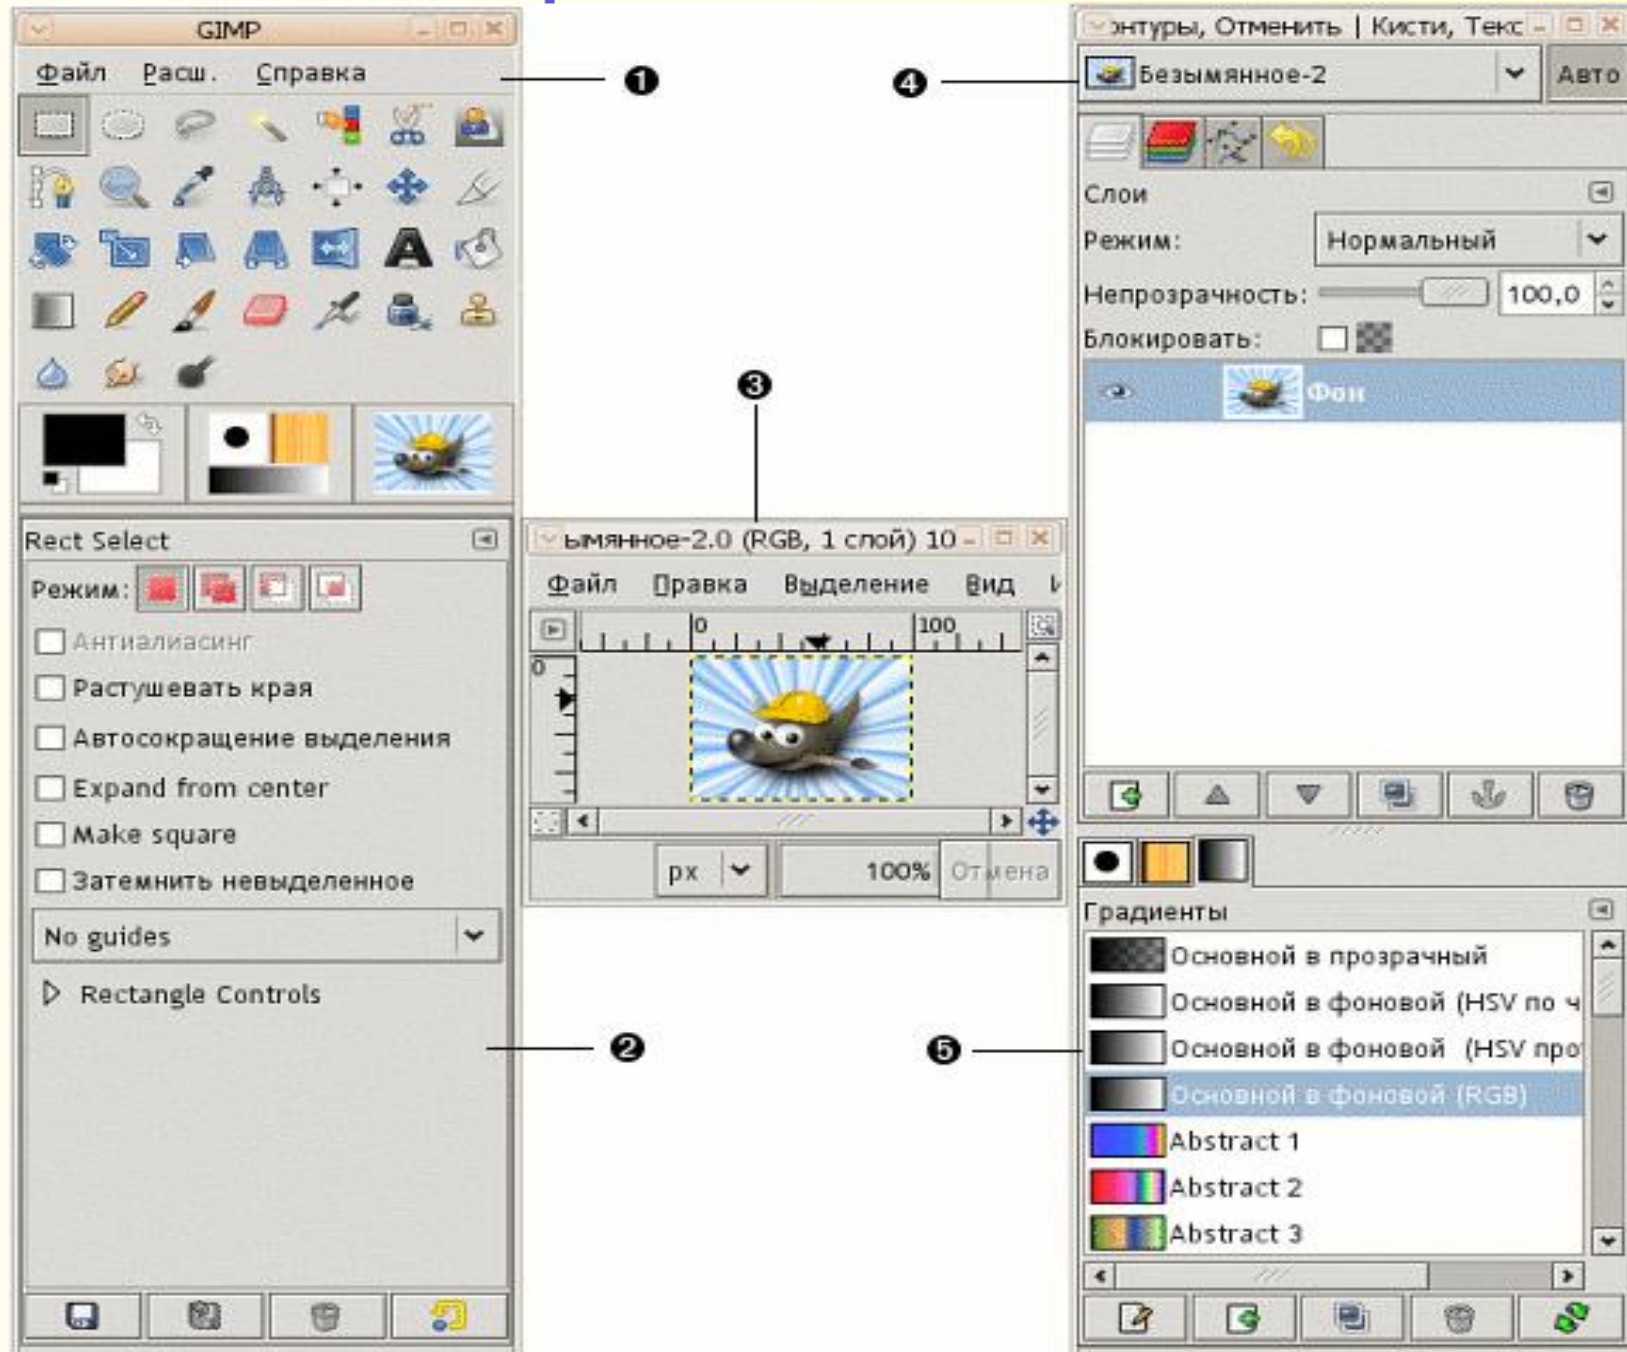 GIMP
Файл Расш. Справка
❶
Rect Select
Режим:
Антиалиасинг
Растушевать края
Автосокращение выделения
Expand from center
Make square
Затемнить невыделенное
No guides
Rectangle Controls
❷
❸
ымянное-2.0 (RGB, 1 слой) 10
Файл Правка Выделение Вид И
0 100
0
px 100% Отмена
❹
онтуры, Отменить | Кисти, Текс
Безымянное-2 Авто
Слои
Режим: Нормальный
Непрозрачность: 100,0
Блокировать:
Фон
❺
Градиенты
Основной в прозрачный
Основной в фоновой (HSV по ч
Основной в фоновой (HSV про
Основной в фоновой (RGB)
Abstract 1
Abstract 2
Abstract 3